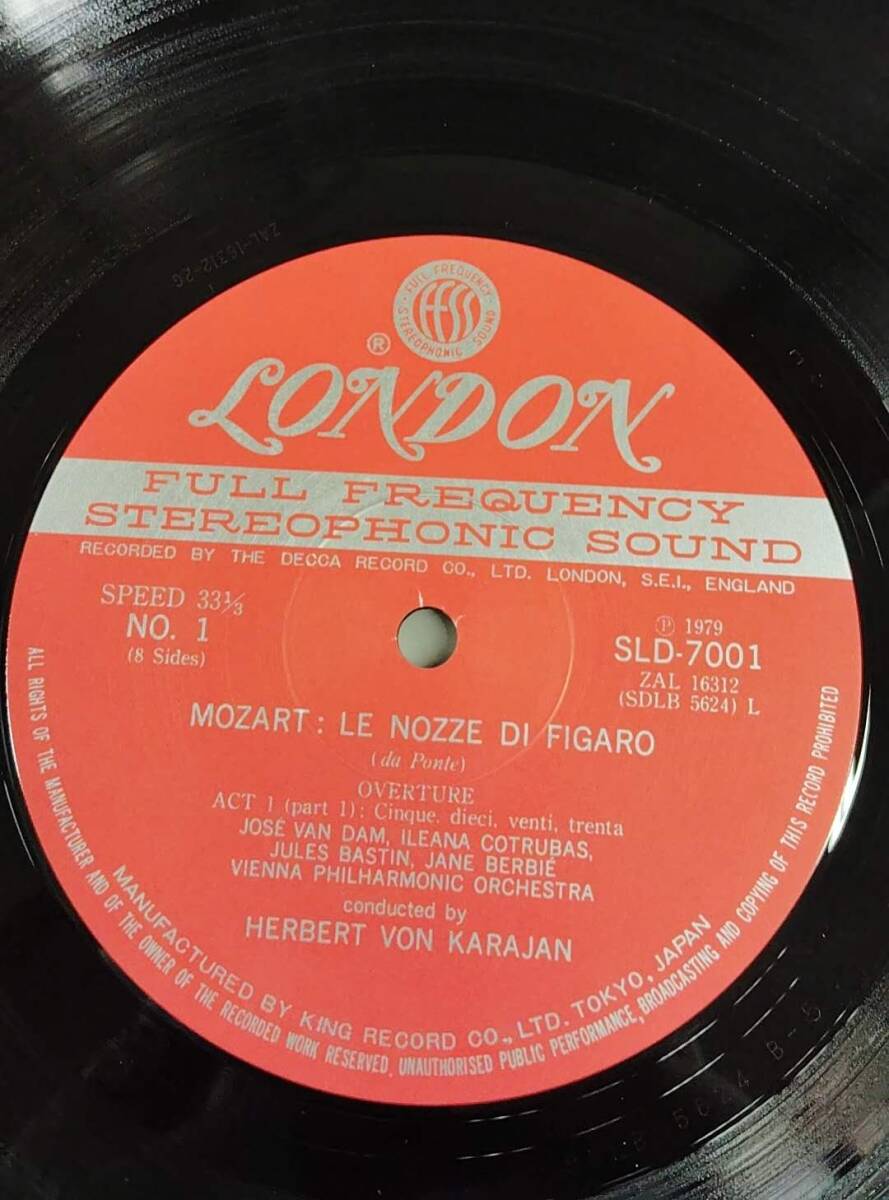 ZAL-16312-2G
FULL FREQUENCY
ffss
STEREOPHONIC SOUND
®
LONDON
FULL FREQUENCY
STEREOPHONIC SOUND
RECORDED BY THE DECCA RECORD CO., LTD. LONDON, S.E.I., ENGLAND
SPEED 33⅓
NO. 1
(8 Sides)
Ⓟ 1979
SLD-7001
ZAL 16312
(SDLB 5624) L
MOZART: LE NOZZE DI FIGARO
(da Ponte)
OVERTURE
ACT 1 (part 1): Cinque, dieci, venti, trenta
JOSÉ VAN DAM, ILEANA COTRUBAS,
JULES BASTIN, JANE BERBIÉ
VIENNA PHILHARMONIC ORCHESTRA
conducted by
HERBERT VON KARAJAN
MANUFACTURED BY KING RECORD CO., LTD. TOKYO, JAPAN
ALL RIGHTS OF THE MANUFACTURER AND OF THE OWNER OF THE RECORDED WORK RESERVED. UNAUTHORISED PUBLIC PERFORMANCE, BROADCASTING AND COPYING OF THIS RECORD PROHIBITED
5624 B-5